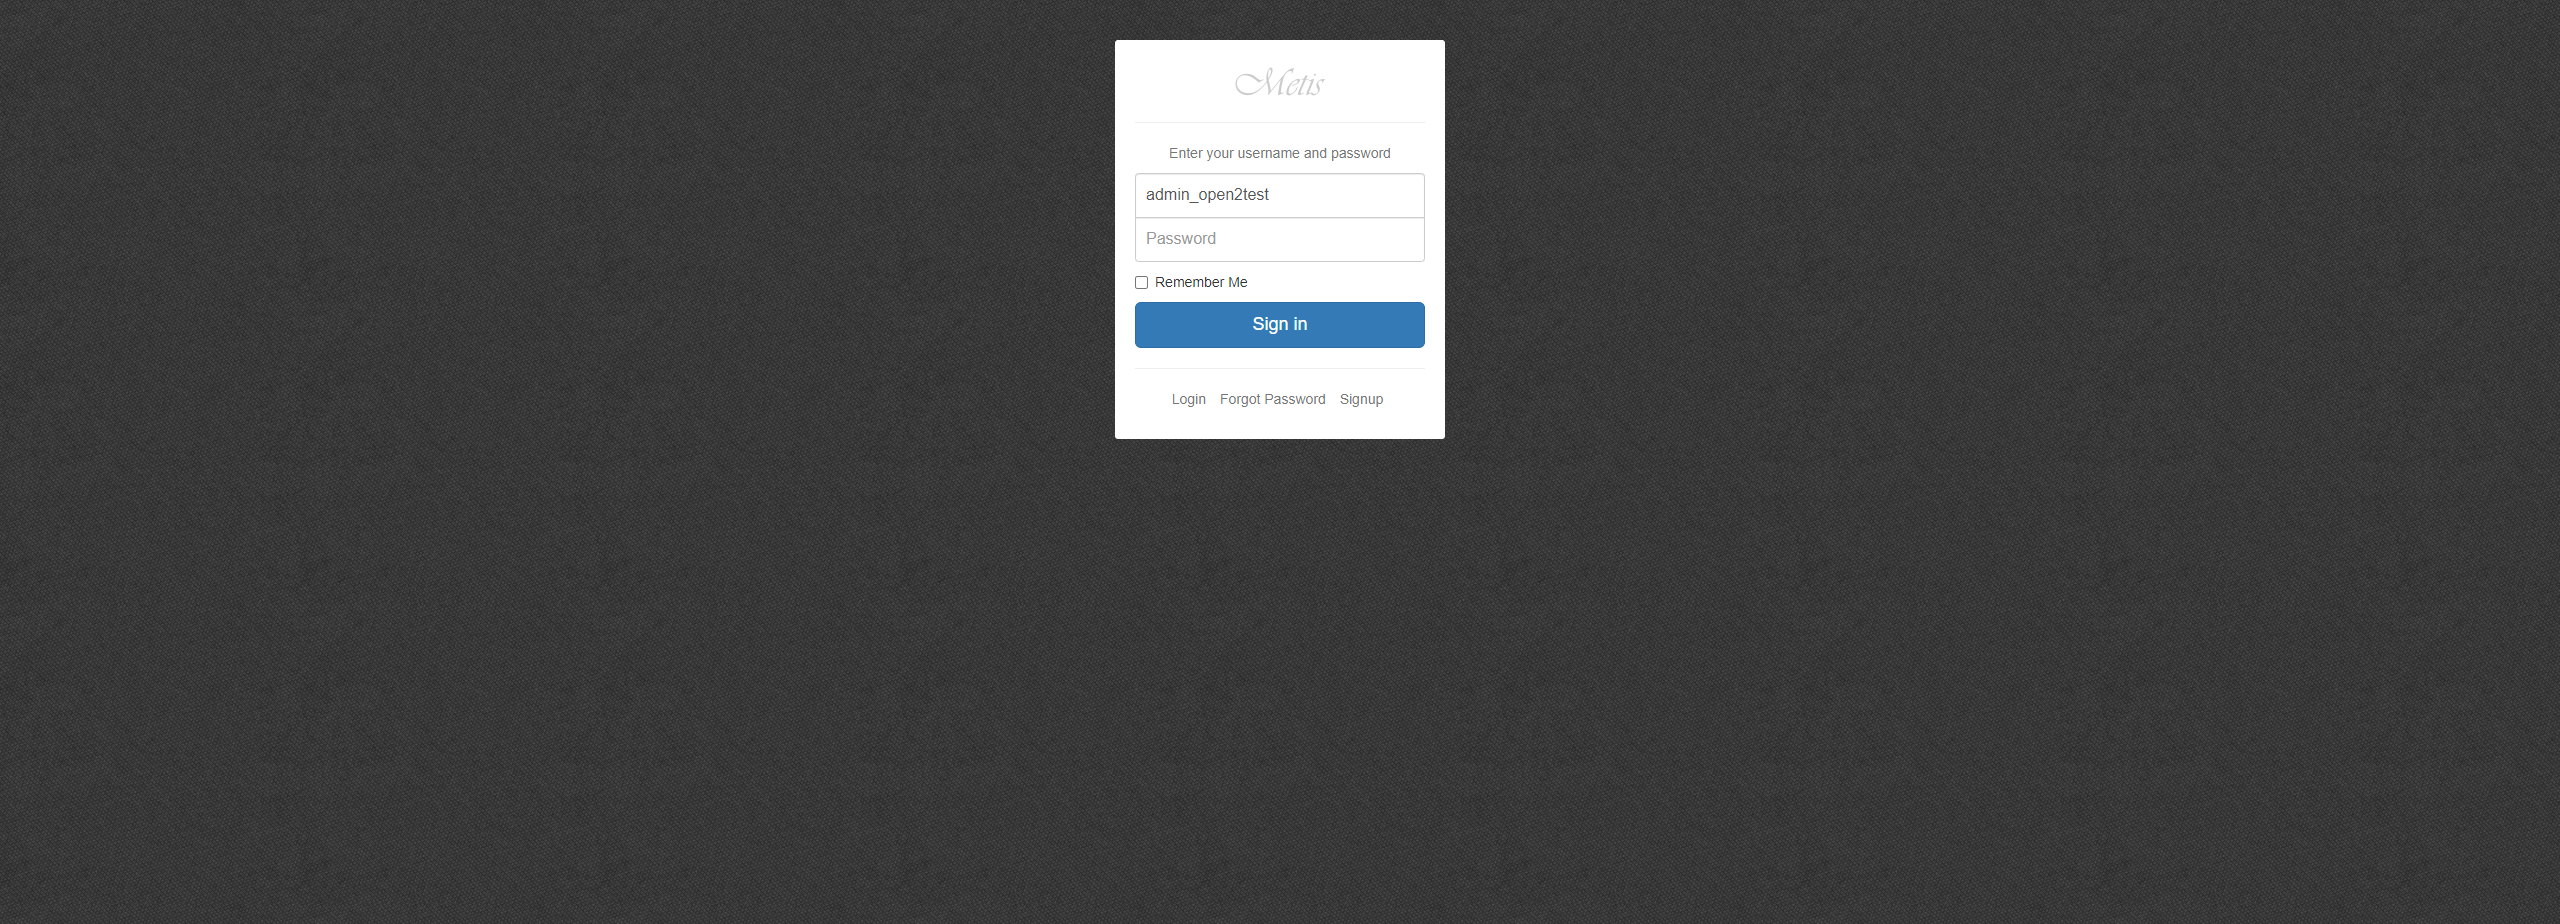 Metis
Enter your username and password
admin_open2test
Password
Remember Me
Sign in
Login Forgot Password Signup